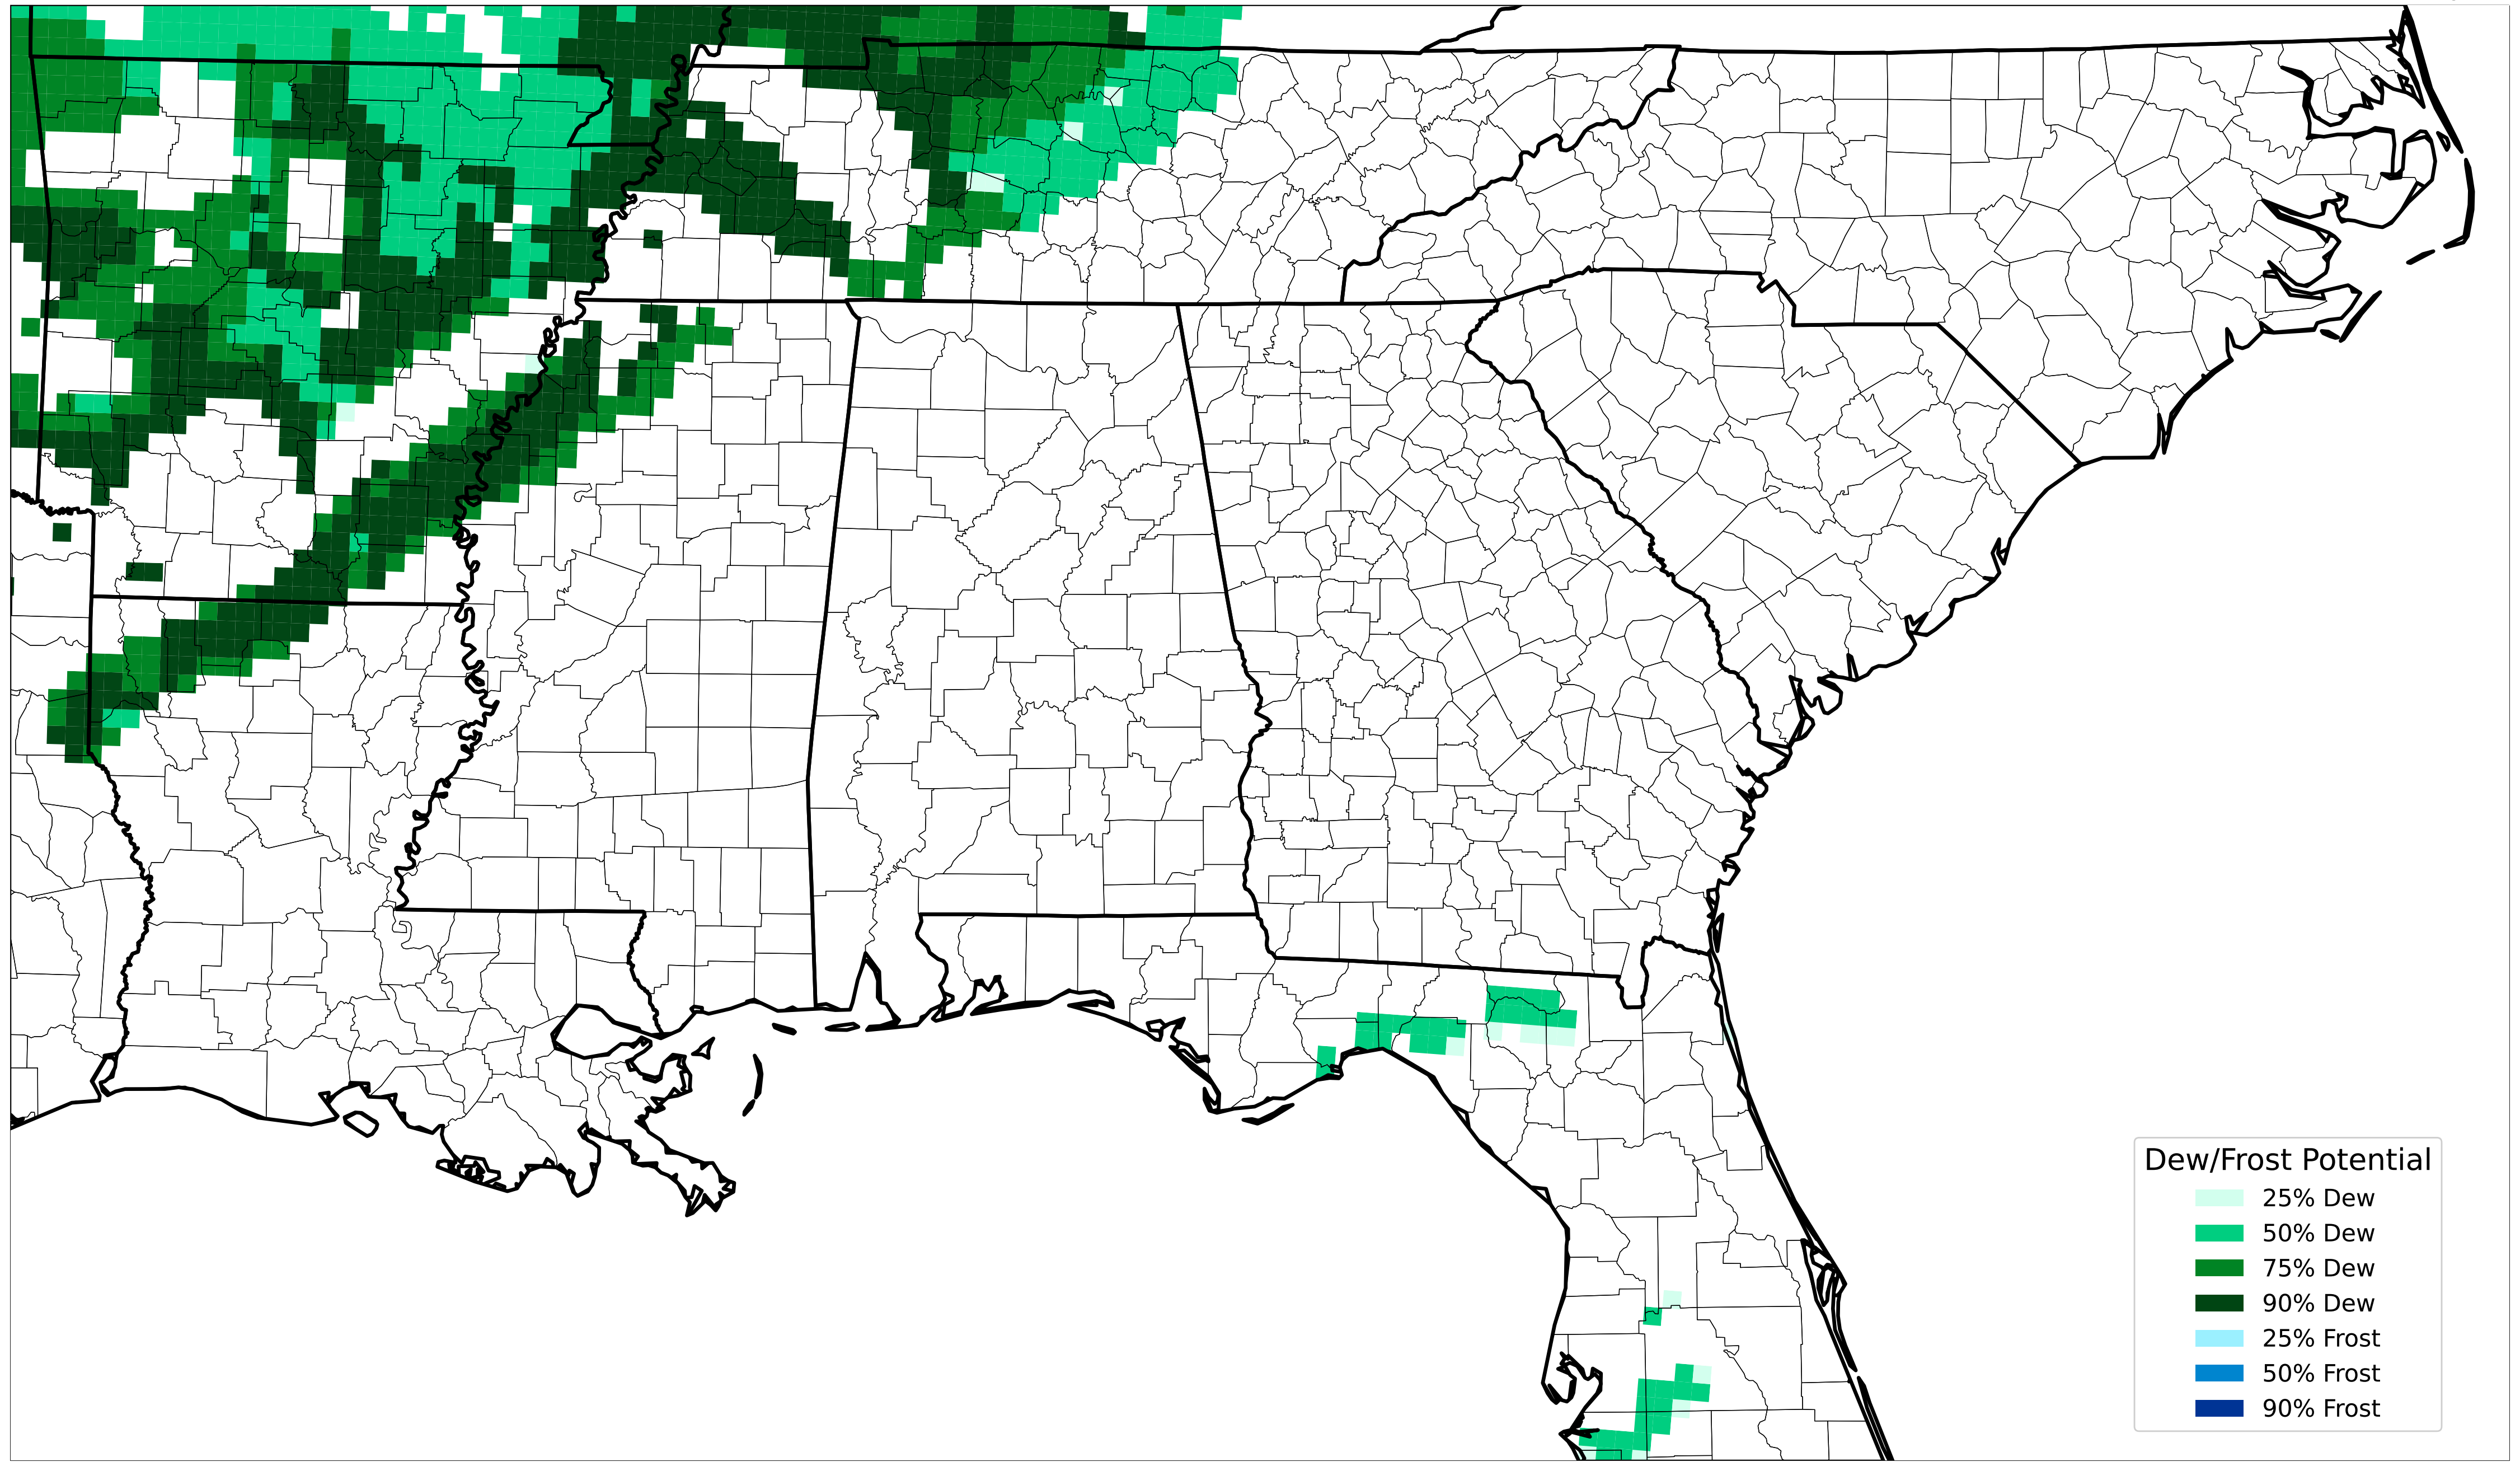 Dew/Frost Potential
25% Dew
50% Dew
75% Dew
90% Dew
25% Frost
50% Frost
90% Frost